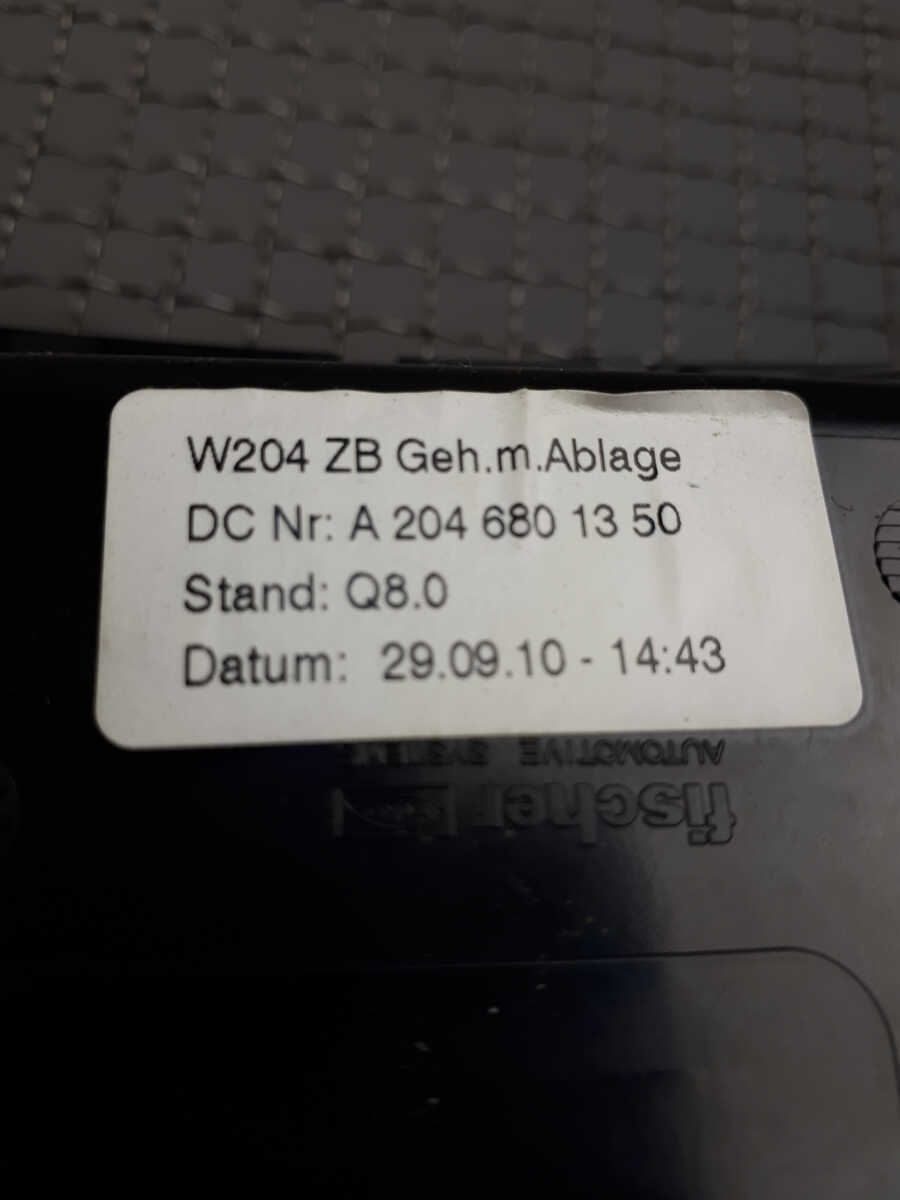 W204 ZB Geh.m.Ablage
DC Nr: A 204 680 13 50
Stand: Q8.0
Datum: 29.09.10 - 14:43
fischer
AUTOMOTIVE SYSTEMS